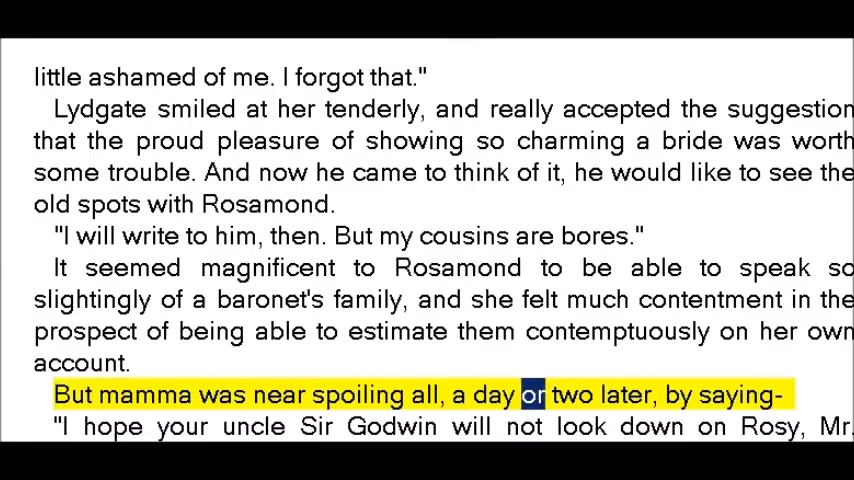 little ashamed of me. I forgot that."
Lydgate smiled at her tenderly, and really accepted the suggestion
that the proud pleasure of showing so charming a bride was worth
some trouble. And now he came to think of it, he would like to see the
old spots with Rosamond.
"I will write to him, then. But my cousins are bores."
It seemed magnificent to Rosamond to be able to speak so
slightingly of a baronet's family, and she felt much contentment in the
prospect of being able to estimate them contemptuously on her own
account.
But mamma was near spoiling all, a day or two later, by saying-
"I hope your uncle Sir Godwin will not look down on Rosy, Mr.